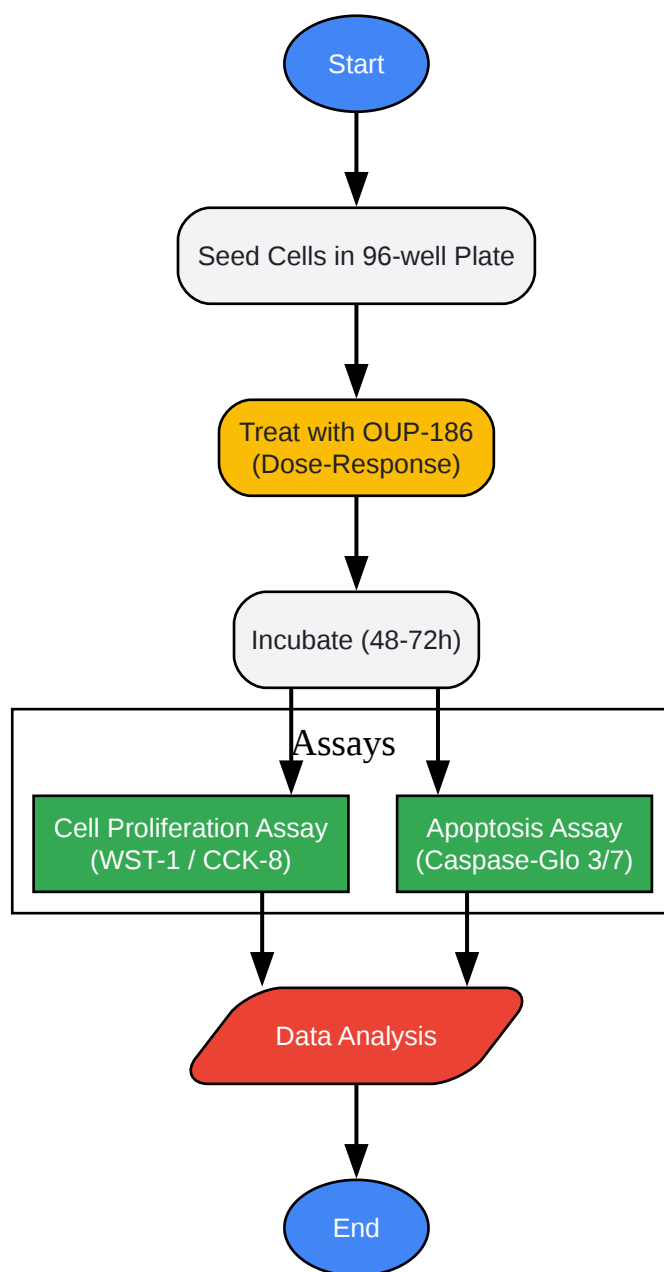 Start
Seed Cells in 96-well Plate
Treat with OUP-186
(Dose-Response)
Incubate (48-72h)
Assays
Cell Proliferation Assay
(WST-1 / CCK-8)
Apoptosis Assay
(Caspase-Glo 3/7)
Data Analysis
End